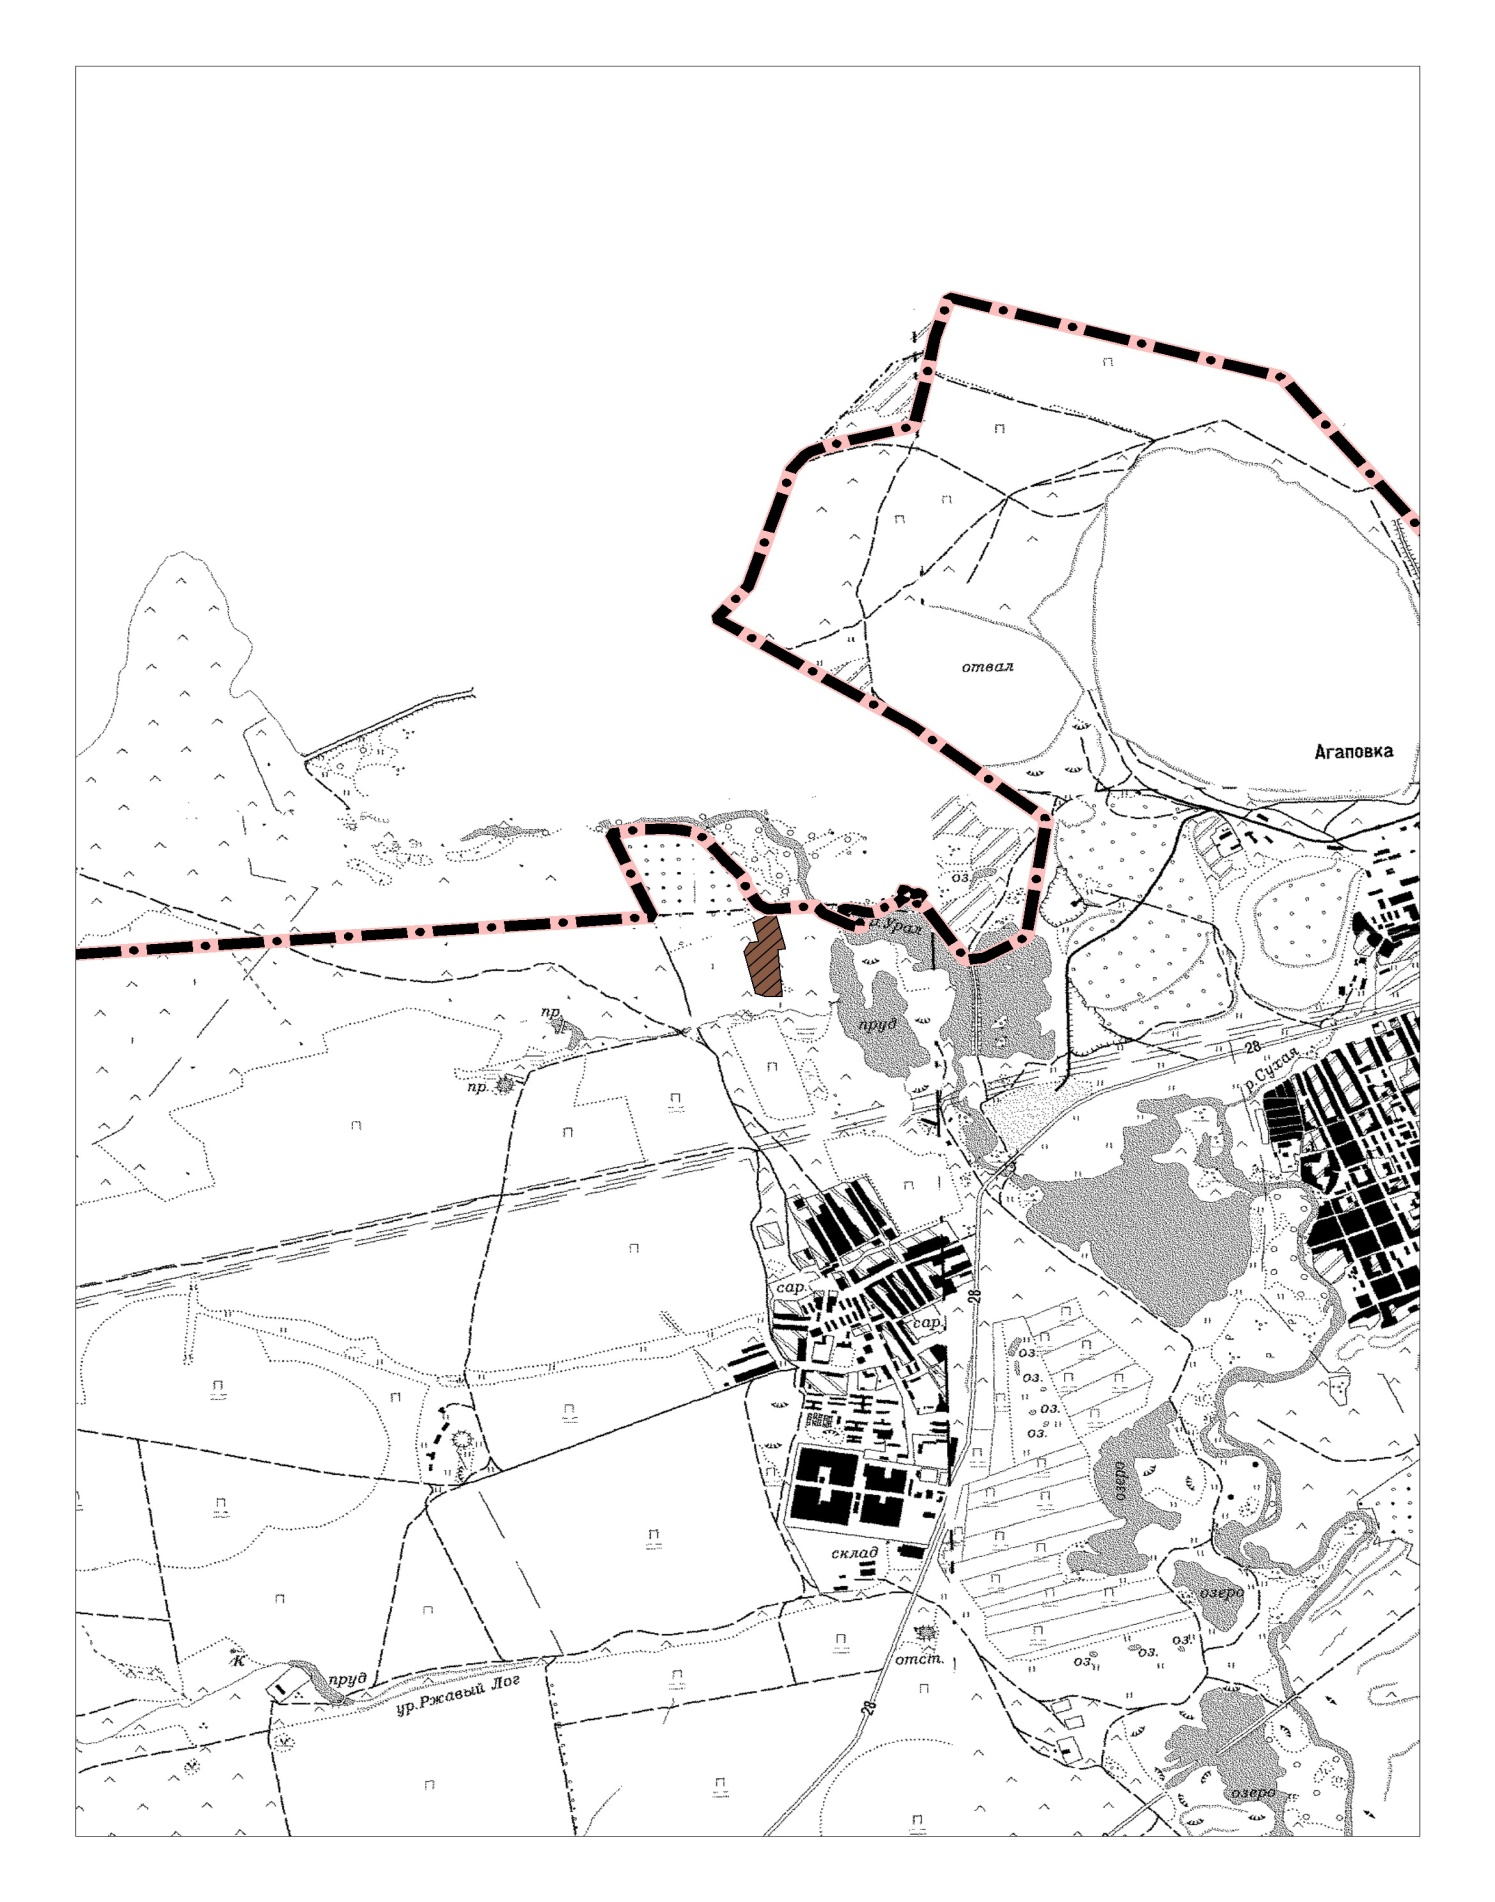 отвал
Агаповка
оз.
р.Урал
пр.
пруд
28
р.Сухая
пр.
сар.
28
сар.
оз.
оз.
оз.
оз.
озеро
склад
озеро
К
отст.
оз.
оз.
оз.
пруд
ур.Ржавый Лог
28
озеро